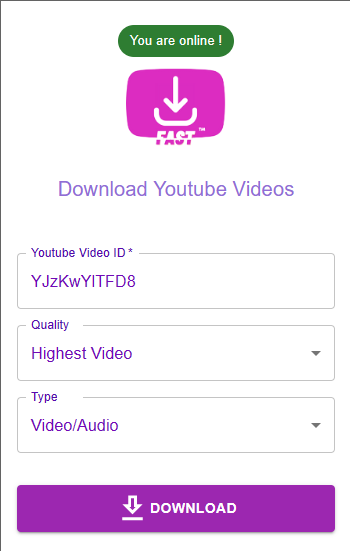 You are online !
FAST™
Download Youtube Videos
Youtube Video ID *
YJzKwYlTFD8
Quality
Highest Video
Type
Video/Audio
DOWNLOAD